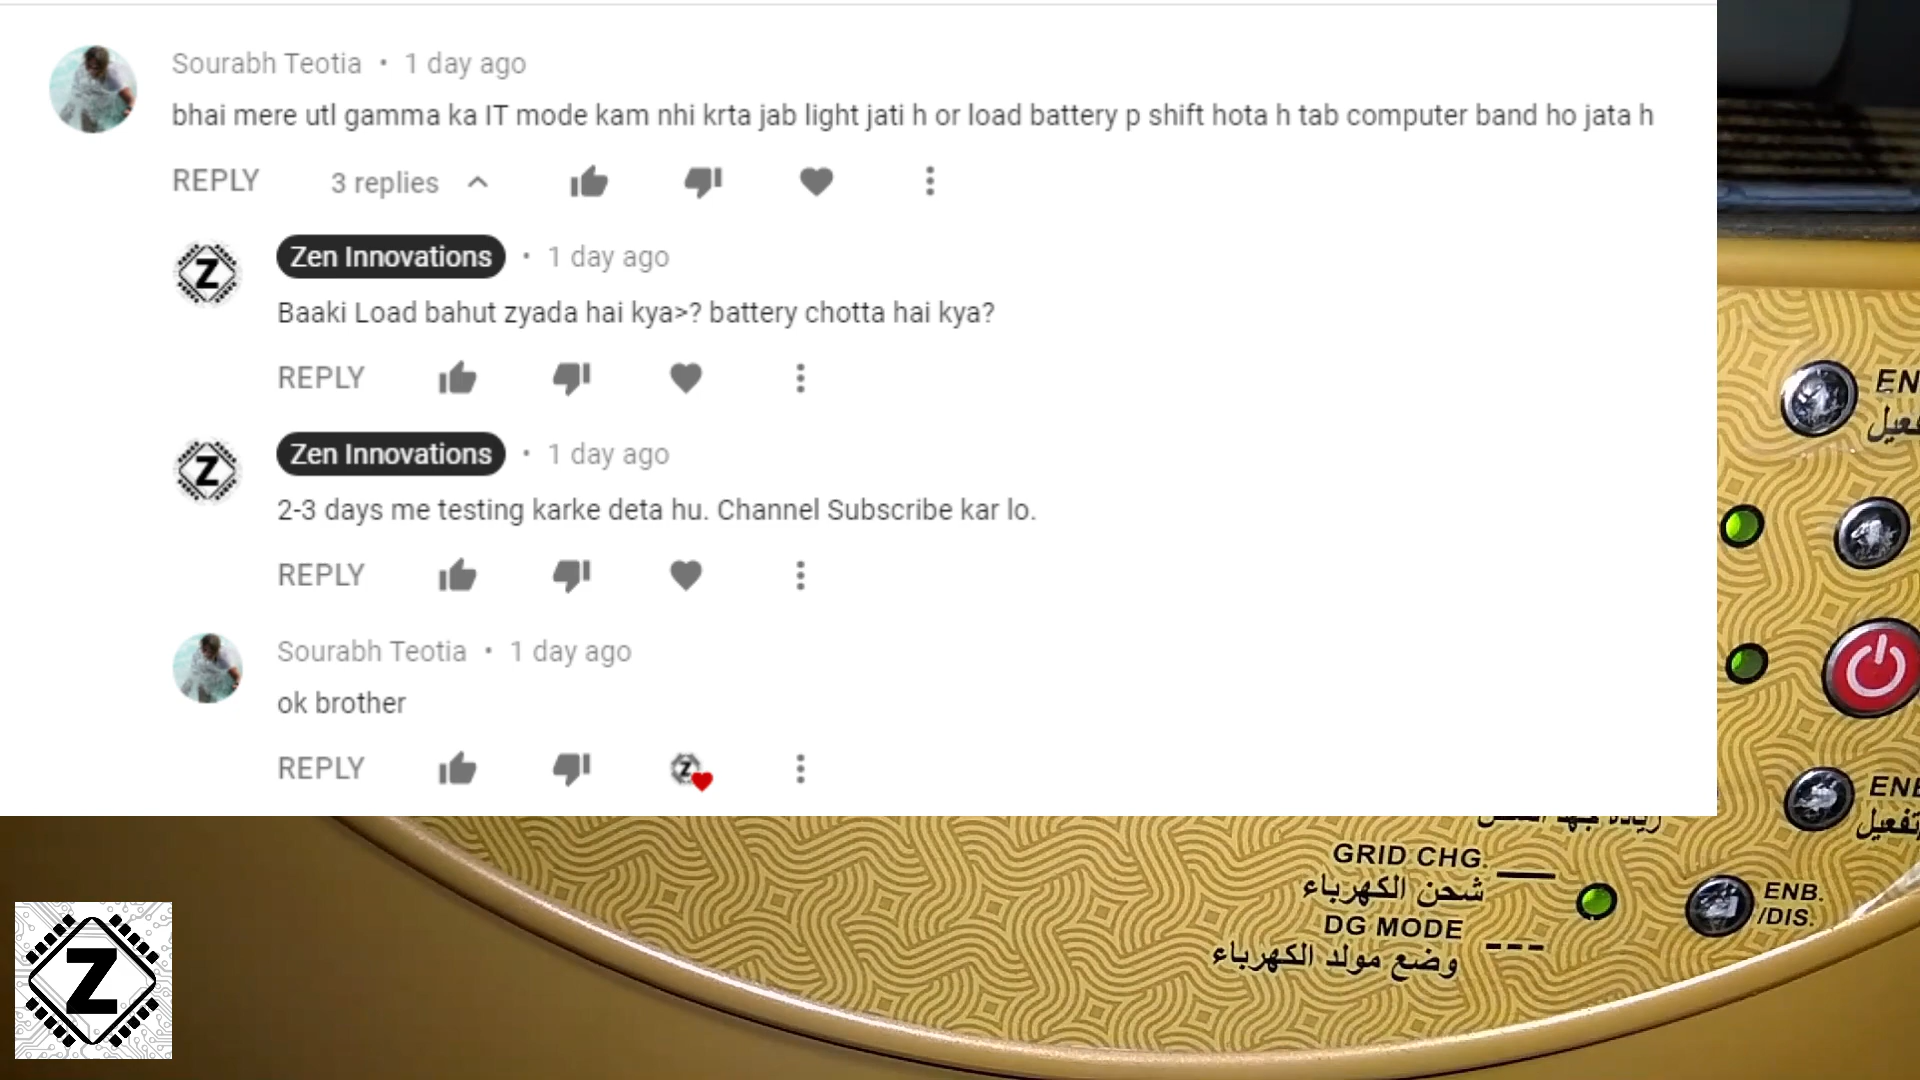 Sourabh Teotia • 1 day ago
bhai mere utl gamma ka IT mode kam nhi krta jab light jati h or load battery p shift hota h tab computer band ho jata h
REPLY 3 replies
Zen Innovations • 1 day ago
Baaki Load bahut zyada hai kya>? battery chotta hai kya?
REPLY
Zen Innovations • 1 day ago
2-3 days me testing karke deta hu. Channel Subscribe kar lo.
REPLY
Sourabh Teotia • 1 day ago
ok brother
REPLY
Z
GRID CHG.
شحن الكهرباء
DG MODE
وضع مولد الكهرباء
ENB.
/DIS.
Z